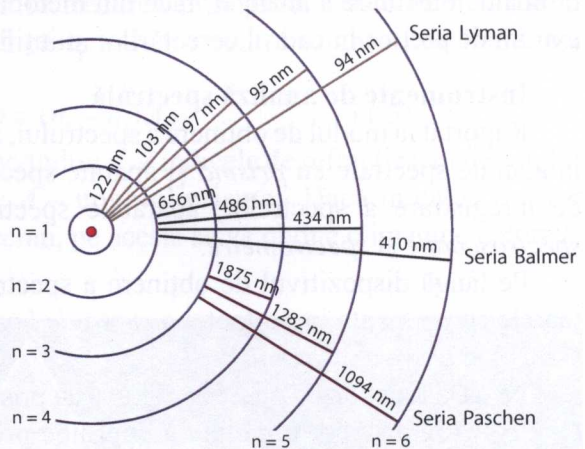 Seria Lyman
94 nm
95 nm
97 nm
103 nm
122 nm
656 nm
486 nm
434 nm
410 nm
n = 1
Seria Balmer
1875 nm
n = 2
1282 nm
n = 3
1094 nm
Seria Paschen
n = 4
n = 5
n = 6